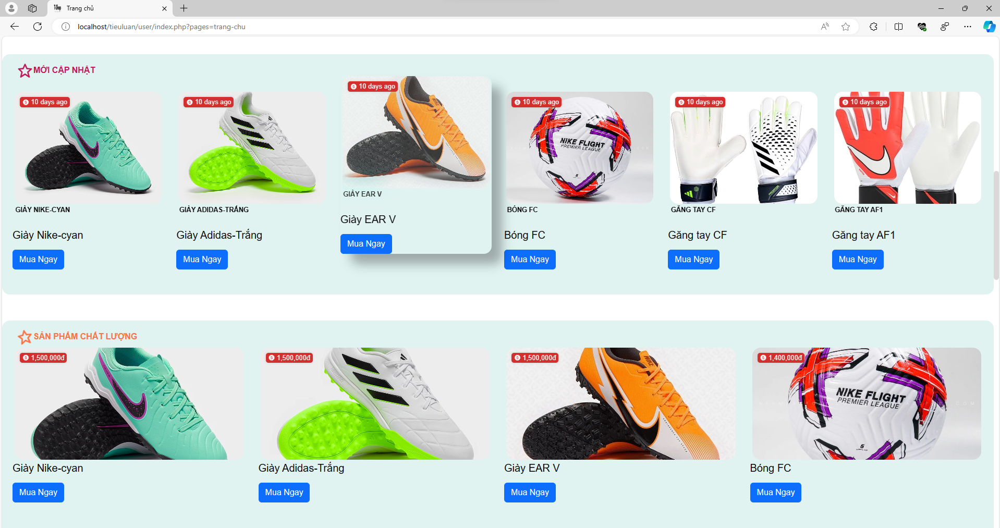 Trang chủ
localhost/tieuluan/user/index.php?pages=trang-chu
MỚI CẬP NHẬT
10 days ago
10 days ago
10 days ago
10 days ago
10 days ago
10 days ago
NIKE FLIGHT
PREMIER LEAGUE
GIÀY NIKE-CYAN
GIÀY ADIDAS-TRẮNG
GIÀY EAR V
BÓNG FC
GĂNG TAY CF
GĂNG TAY AF1
Giày Nike-cyan
Giày Adidas-Trắng
Giày EAR V
Bóng FC
Găng tay CF
Găng tay AF1
Mua Ngay
Mua Ngay
Mua Ngay
Mua Ngay
Mua Ngay
Mua Ngay
SẢN PHẨM CHẤT LƯỢNG
1,500,000đ
1,500,000đ
1,500,000đ
1,400,000đ
NIKE
NIKE FLIGHT
PREMIER LEAGUE
5
Giày Nike-cyan
Giày Adidas-Trắng
Giày EAR V
Bóng FC
Mua Ngay
Mua Ngay
Mua Ngay
Mua Ngay